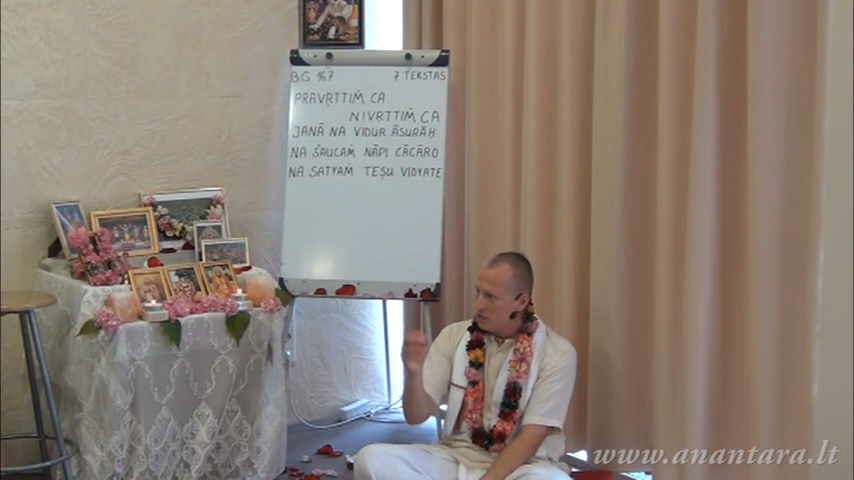 B.G. 16.7 7 TEKSTAS
PRAVṚTTIṀ CA
NIVṚTTIṀ CA
JANĀ NA VIDUR ĀSURĀḤ
NA ŚAUCAṀ NĀPI CĀCĀRO
NA SATYAṀ TEṢU VIDYATE
www.anantara.lt